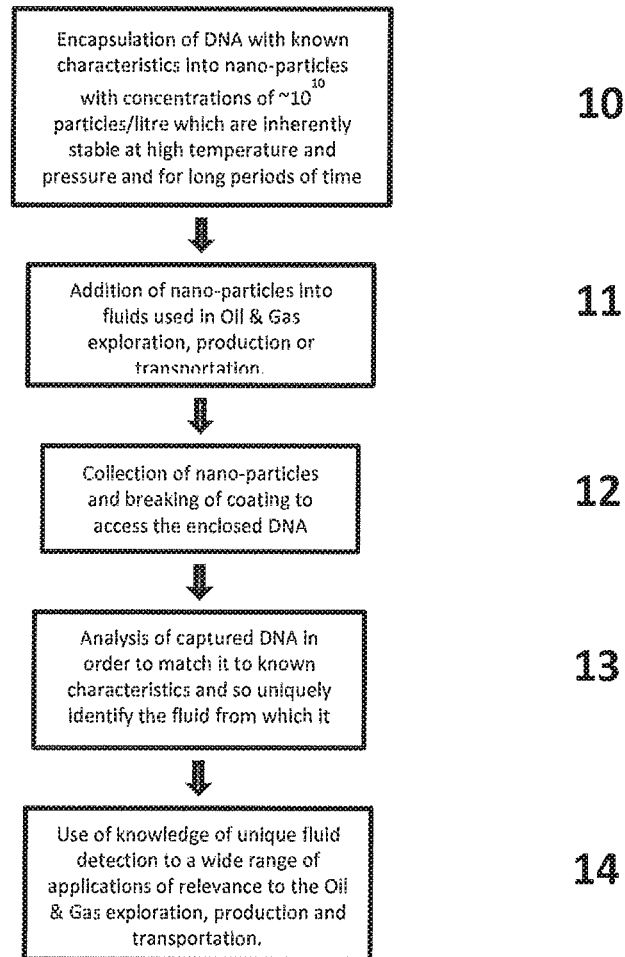 Encapsulation of DNA with known
characteristics into nano-particles
with concentrations of ~10^10
particles/litre which are inherently
stable at high temperature and
pressure and for long periods of time
10
Addition of nano-particles into
fluids used in Oil & Gas
exploration, production or
transportation.
11
Collection of nano-particles
and breaking of coating to
access the enclosed DNA
12
Analysis of captured DNA in
order to match it to known
characteristics and so uniquely
identify the fluid from which it
13
Use of knowledge of unique fluid
detection to a wide range of
applications of relevance to the Oil
& Gas exploration, production and
transportation.
14